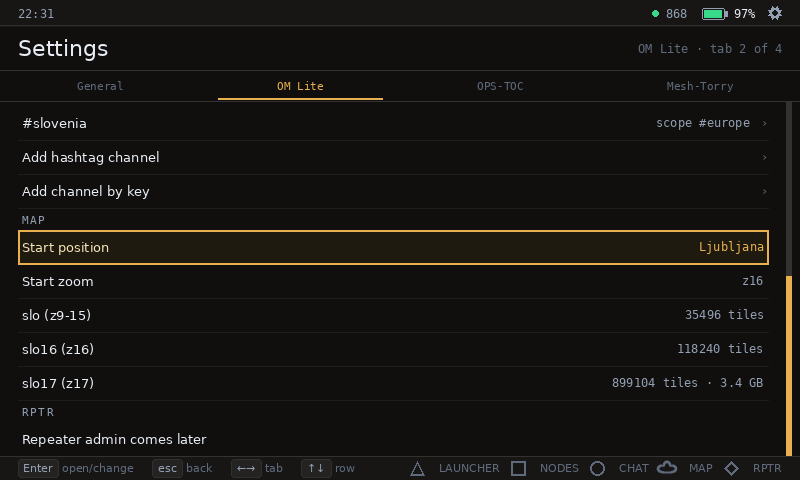 22:31 868 97%
Settings OM Lite · tab 2 of 4
General OM Lite OPS-TOC Mesh-Torry
#slovenia scope #europe ›
Add hashtag channel ›
Add channel by key ›
MAP
Start position Ljubljana
Start zoom z16
slo (z9-15) 35496 tiles
slo16 (z16) 118240 tiles
slo17 (z17) 899104 tiles · 3.4 GB
RPTR
Repeater admin comes later
Enter open/change esc back ←→ tab ↑↓ row LAUNCHER NODES CHAT MAP RPTR